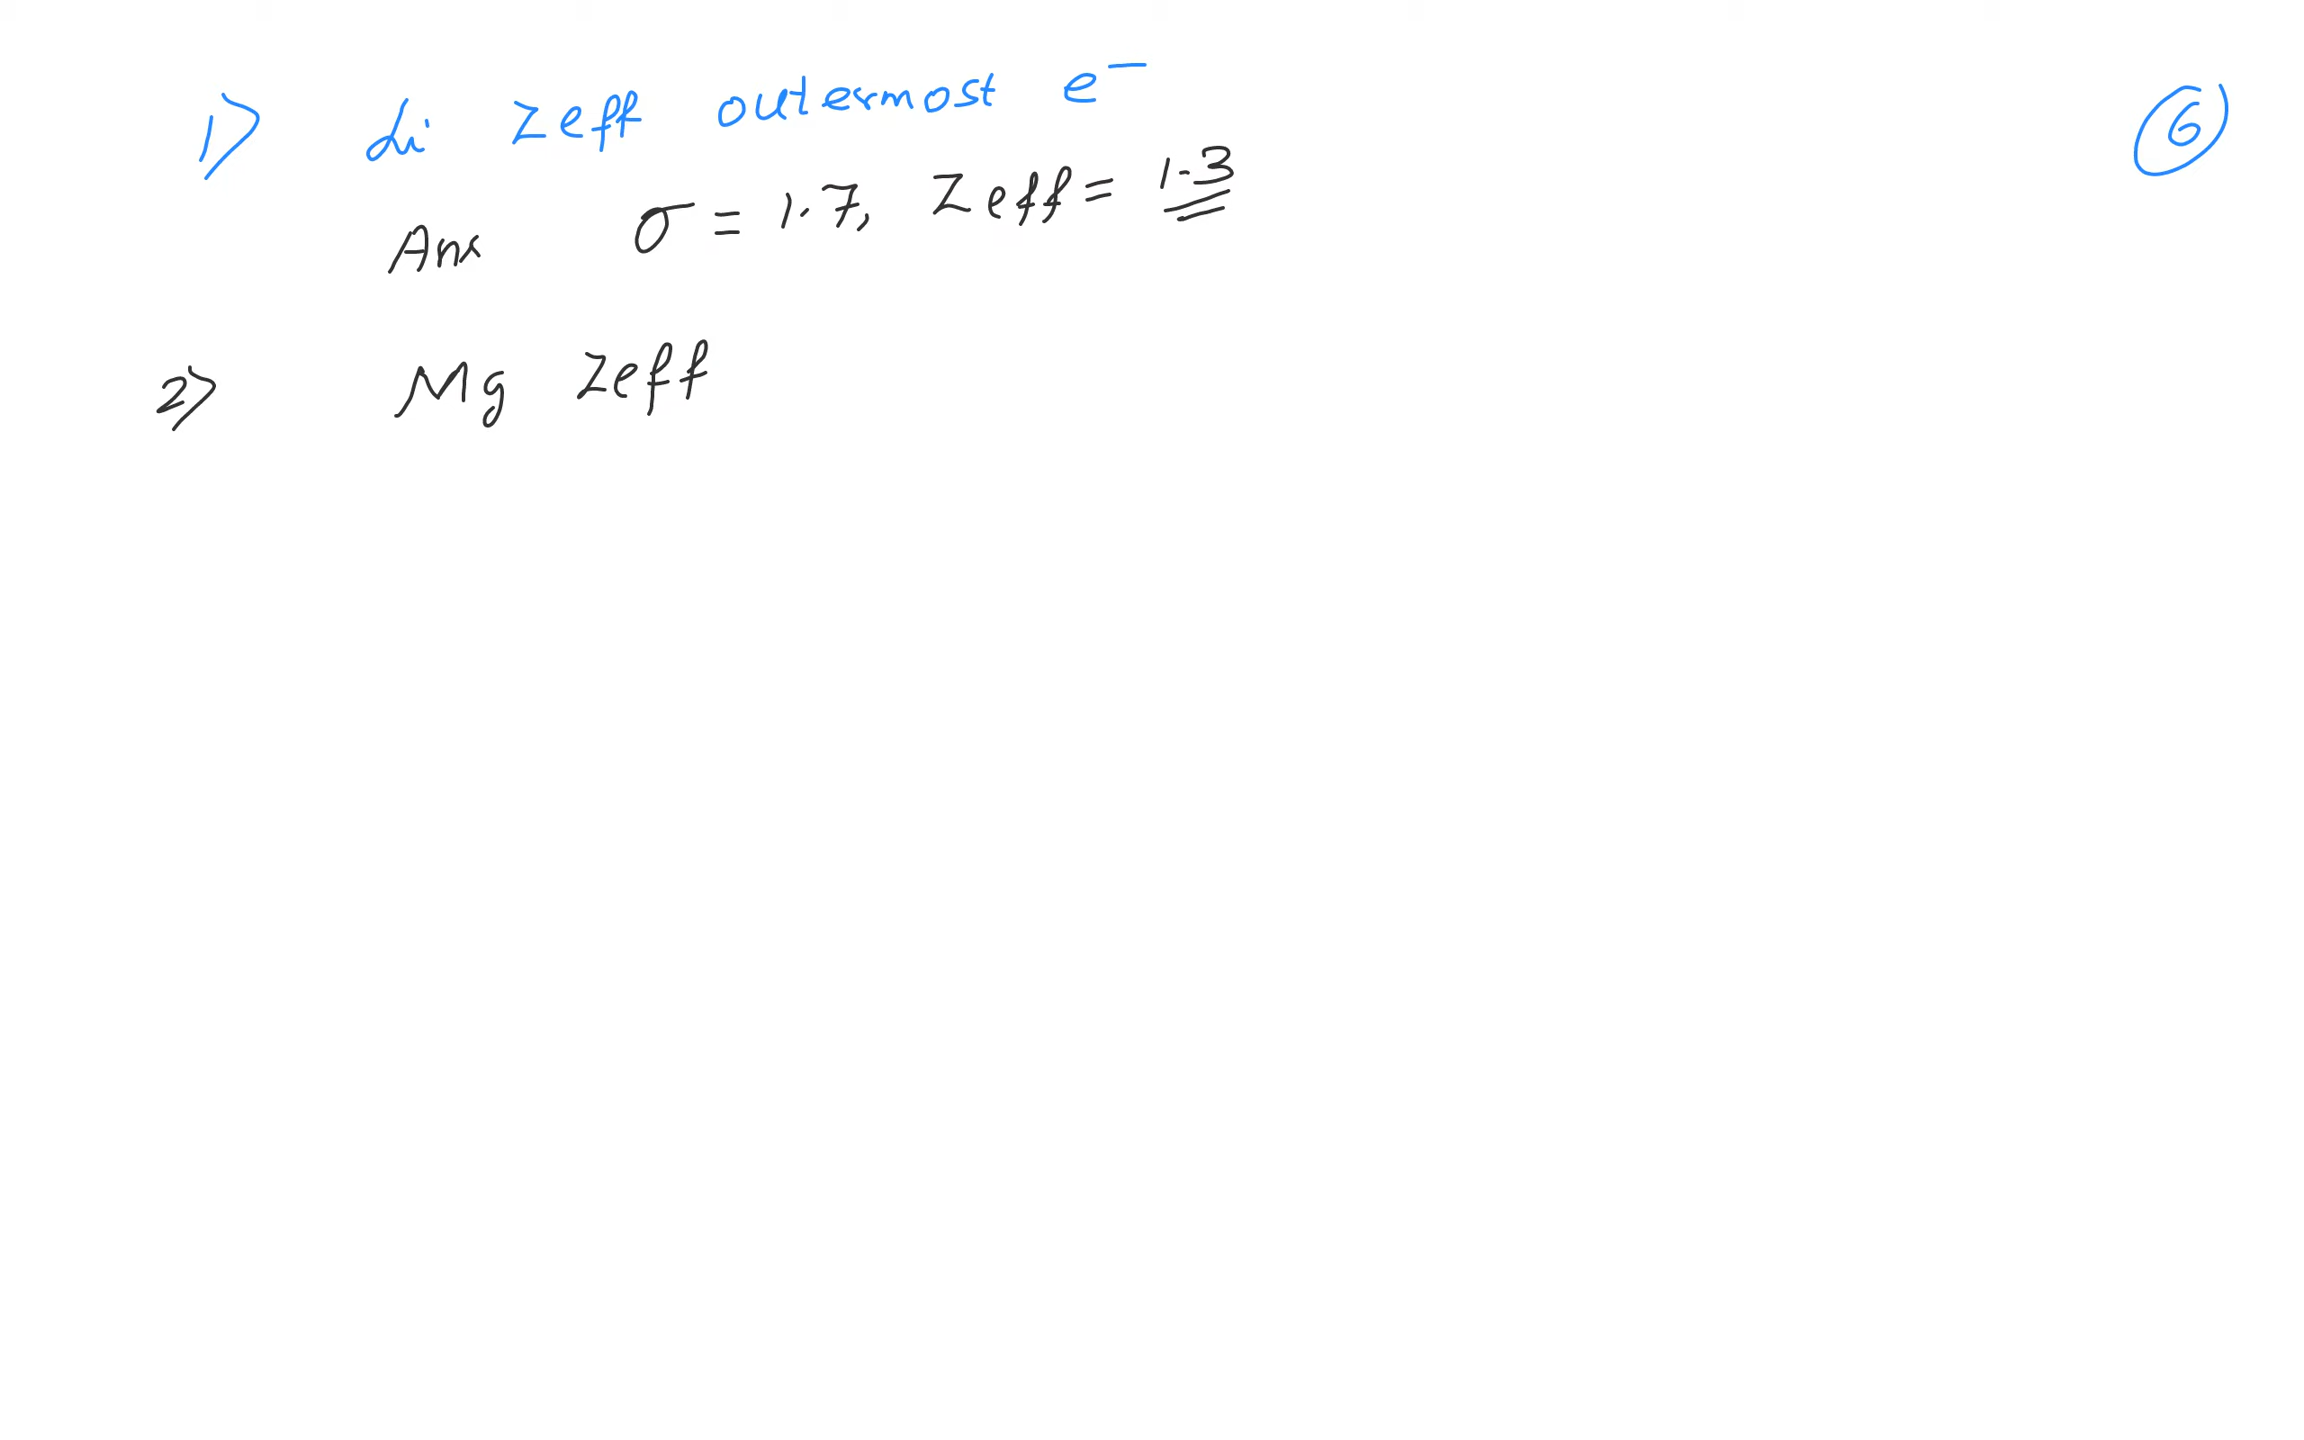 1) Li Zeff outermost e⁻
⑥
Ans σ = 1.7, Zeff = 1.3
2) Mg Zeff